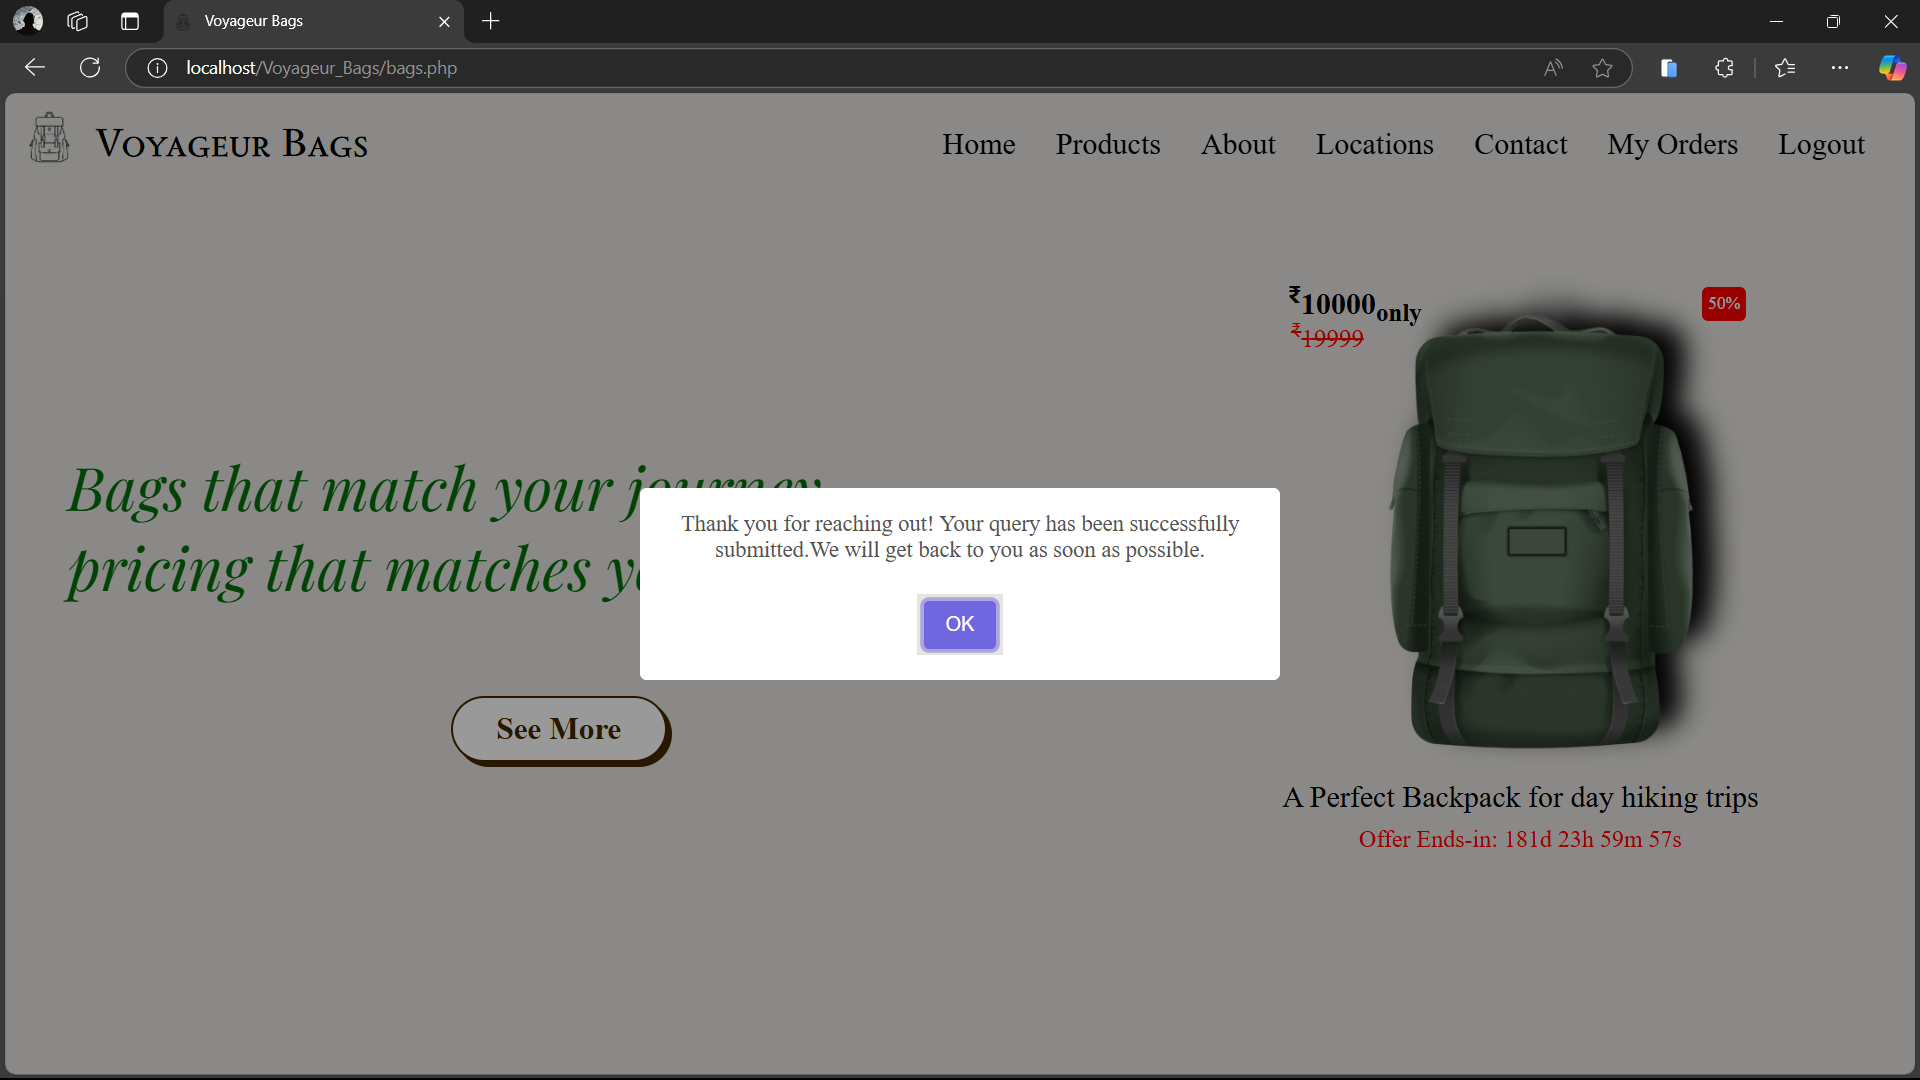 Voyageur Bags
localhost/Voyageur_Bags/bags.php
Voyageur Bags
Home Products About Locations Contact My Orders Logout
₹10000only
₹19999
50%
Bags that match your journey
pricing that matches
Thank you for reaching out! Your query has been successfully
submitted.We will get back to you as soon as possible.
OK
See More
A Perfect Backpack for day hiking trips
Offer Ends-in: 181d 23h 59m 57s